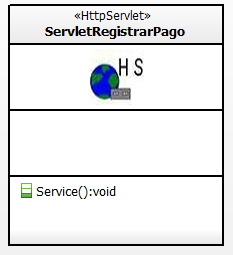 «HttpServlet»
ServletRegistrarPago
H S
Service():void